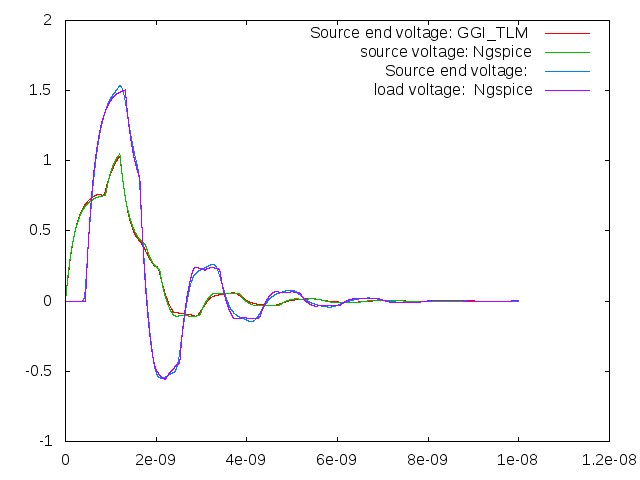 Source end voltage: GGI_TLM
source voltage: Ngspice
Source end voltage:
load voltage:  Ngspice
2
1.5
1
0.5
0
-0.5
-1
0
2e-09
4e-09
6e-09
8e-09
1e-08
1.2e-08